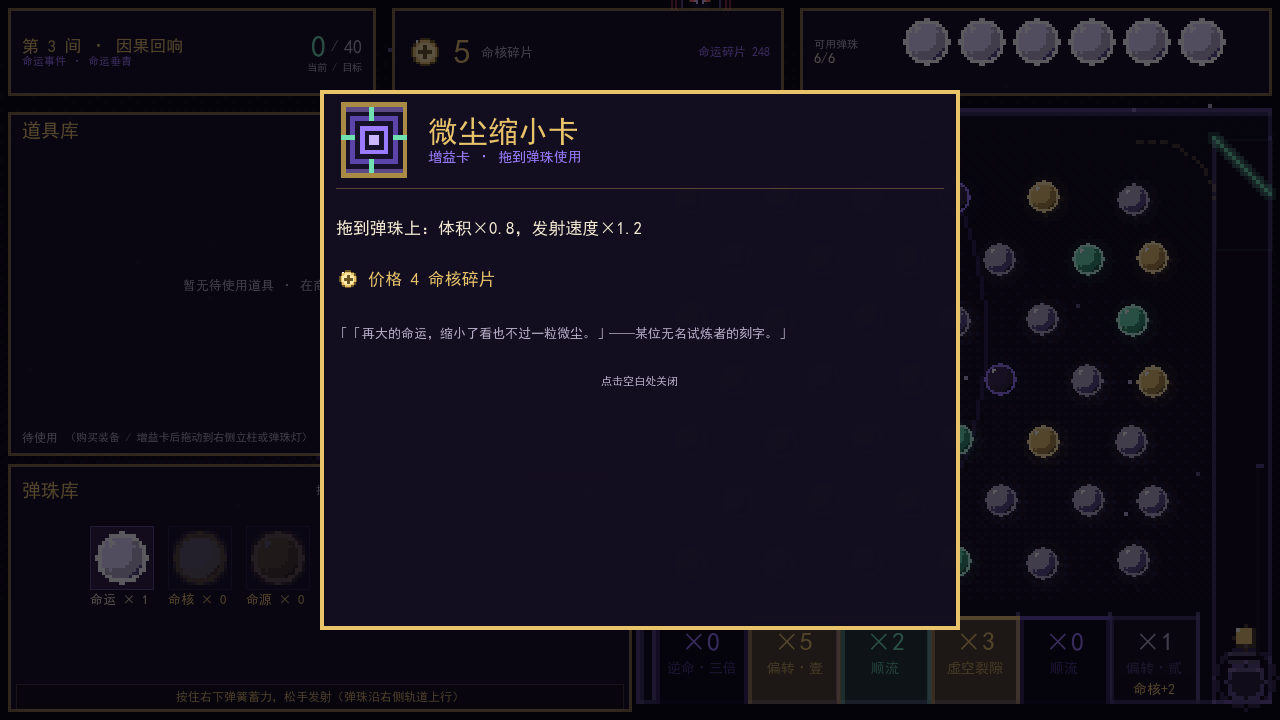 第 3 间 · 因果回响
命运事件 · 命运垂青
0 / 40
当前 / 目标
5 命核碎片
命运碎片 248
可用弹珠
6/6
道具库
微尘缩小卡
增益卡 · 拖到弹珠使用
拖到弹珠上：体积×0.8，发射速度×1.2
价格 4 命核碎片
「「再大的命运，缩小了看也不过一粒微尘。」——某位无名试炼者的刻字。」
点击空白处关闭
暂无待使用道具 · 在
待使用 （购买装备 / 增益卡后拖动到右侧立柱或弹珠灯）
弹珠库
命运 × 1
命核 × 0
命源 × 0
按住右下弹簧蓄力，松手发射（弹珠沿右侧轨道上行）
×0
逆命·三倍
×5
偏转·壹
×2
顺流
×3
虚空裂隙
×0
顺流
×1
偏转·贰
命核+2